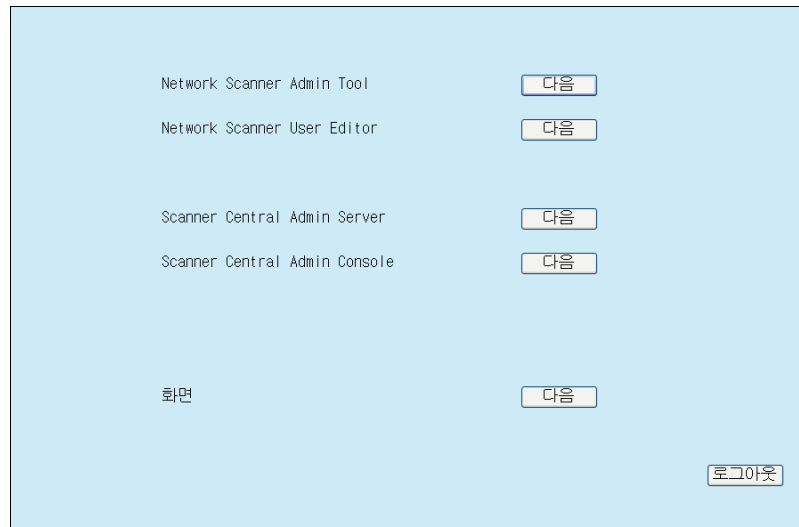 Network Scanner Admin Tool 다음
Network Scanner User Editor 다음
Scanner Central Admin Server 다음
Scanner Central Admin Console 다음
화면 다음
로그아웃